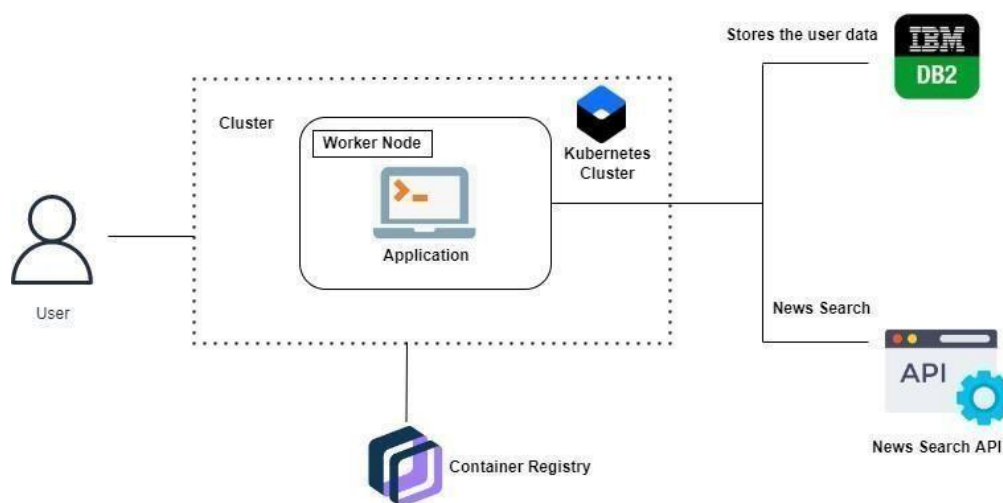 Stores the user data
IBM
DB2
Cluster
Worker Node
Kubernetes
Cluster
Application
User
News Search
API
News Search API
Container Registry